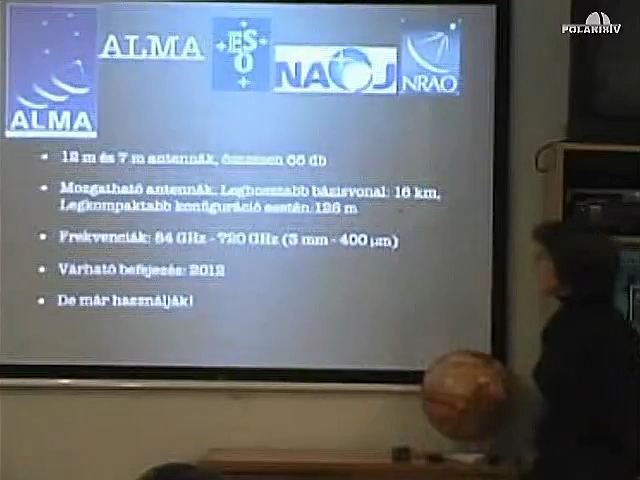 POLARISTV
ALMA
ESO
NAOJ
NRAO
ALMA
• 12 m és 7 m antennák, összesen 66 db
• Mozgatható antennák. Leghosszabb bázisvonal: 16 km,
Legkompaktabb konfiguráció esetén 126 m
• Frekvenciák: 84 GHz - 720 GHz (3 mm - 400 µm)
• Várható befejezés: 2012
• De már használják!